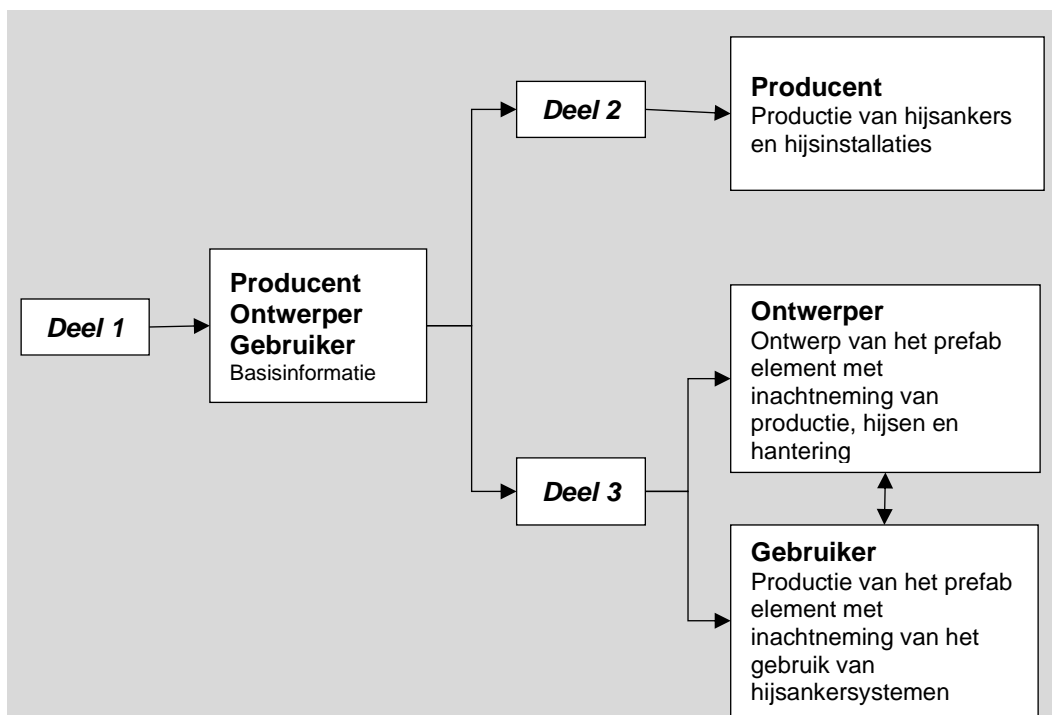 Deel 1
Producent
Ontwerper
Gebruiker
Basisinformatie
Deel 2
Producent
Productie van hijsankers
en hijsinstallaties
Deel 3
Ontwerper
Ontwerp van het prefab
element met
inachtneming van
productie, hijsen en
hantering
Gebruiker
Productie van het prefab
element met
inachtneming van het
gebruik van
hijsankersystemen